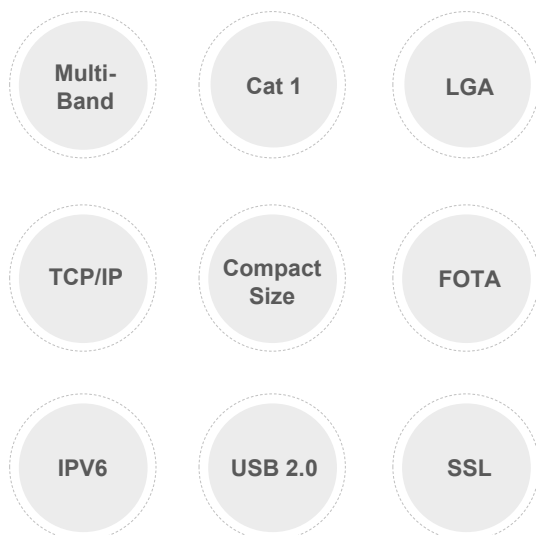 Multi-
Band
Cat 1
LGA
TCP/IP
Compact
Size
FOTA
IPV6
USB 2.0
SSL